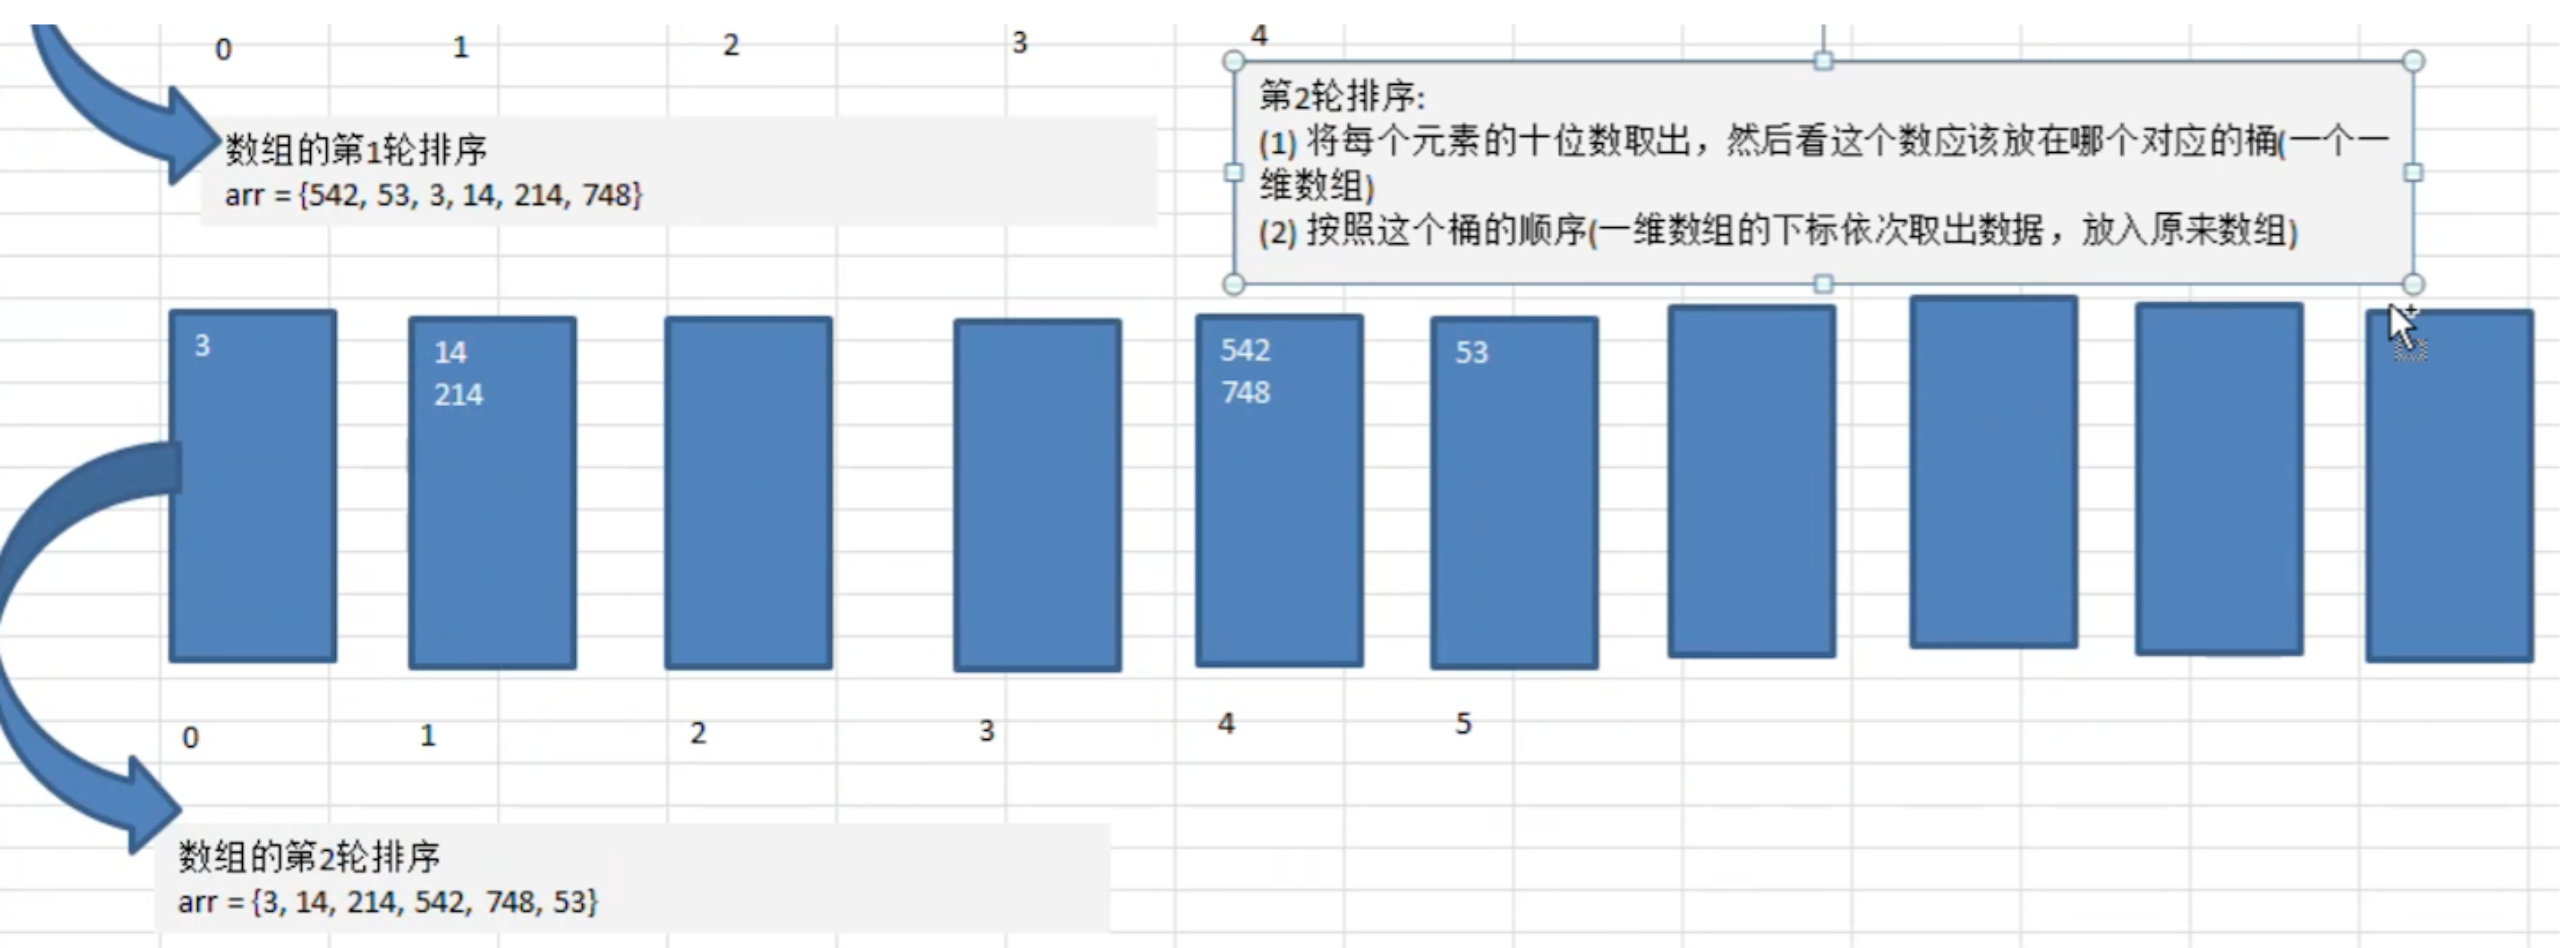 0 1 2 3 4
数组的第1轮排序
arr = {542, 53, 3, 14, 214, 748}
第2轮排序:
(1) 将每个元素的十位数取出，然后看这个数应该放在哪个对应的桶(一个一
维数组)
(2) 按照这个桶的顺序(一维数组的下标依次取出数据，放入原来数组)
3
14
214
542
748
53
0 1 2 3 4 5
数组的第2轮排序
arr = {3, 14, 214, 542, 748, 53}